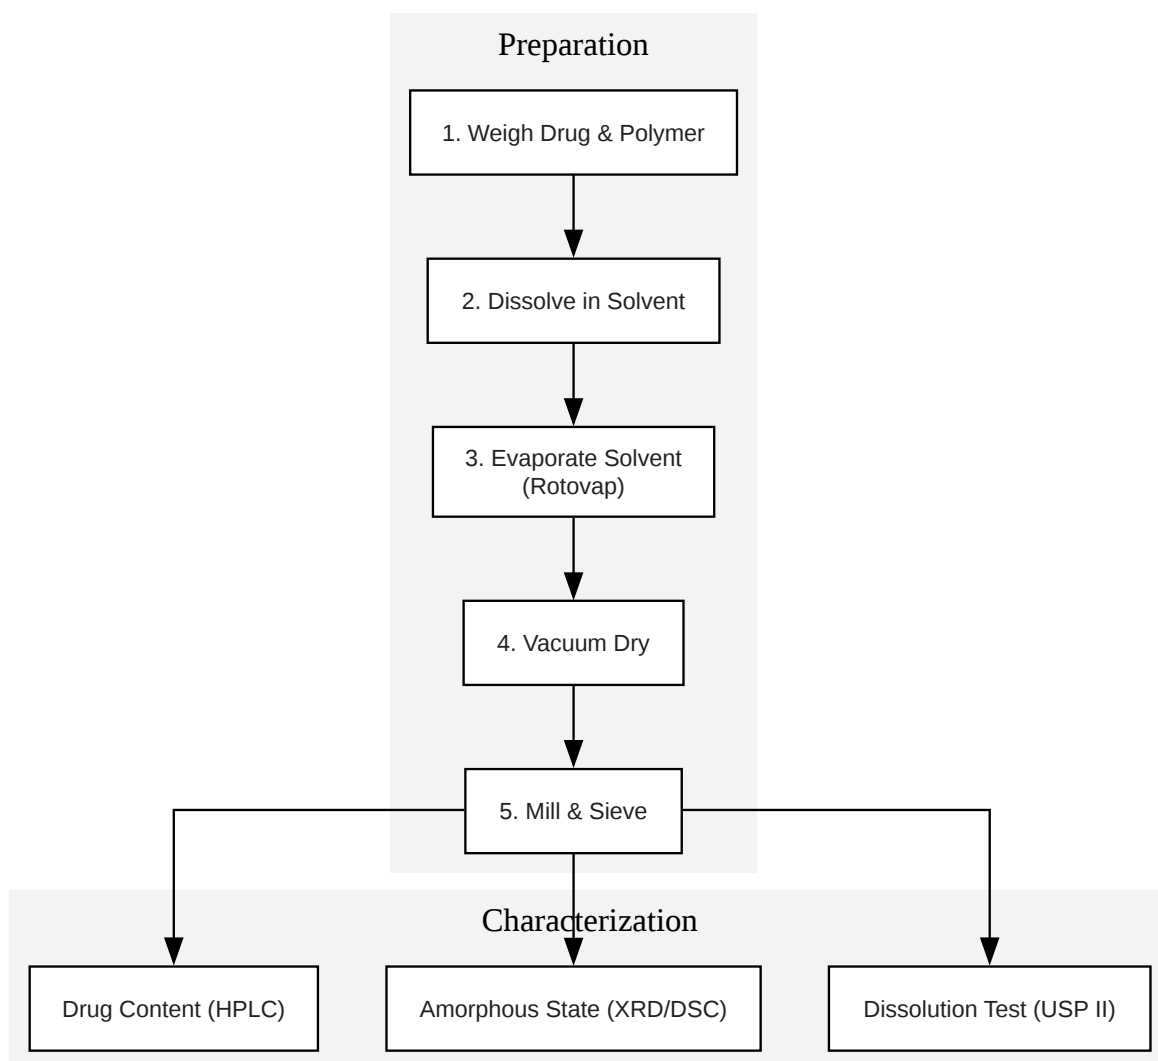 Preparation
1. Weigh Drug & Polymer
2. Dissolve in Solvent
3. Evaporate Solvent
(Rotovap)
4. Vacuum Dry
5. Mill & Sieve
Characterization
Drug Content (HPLC)
Amorphous State (XRD/DSC)
Dissolution Test (USP II)